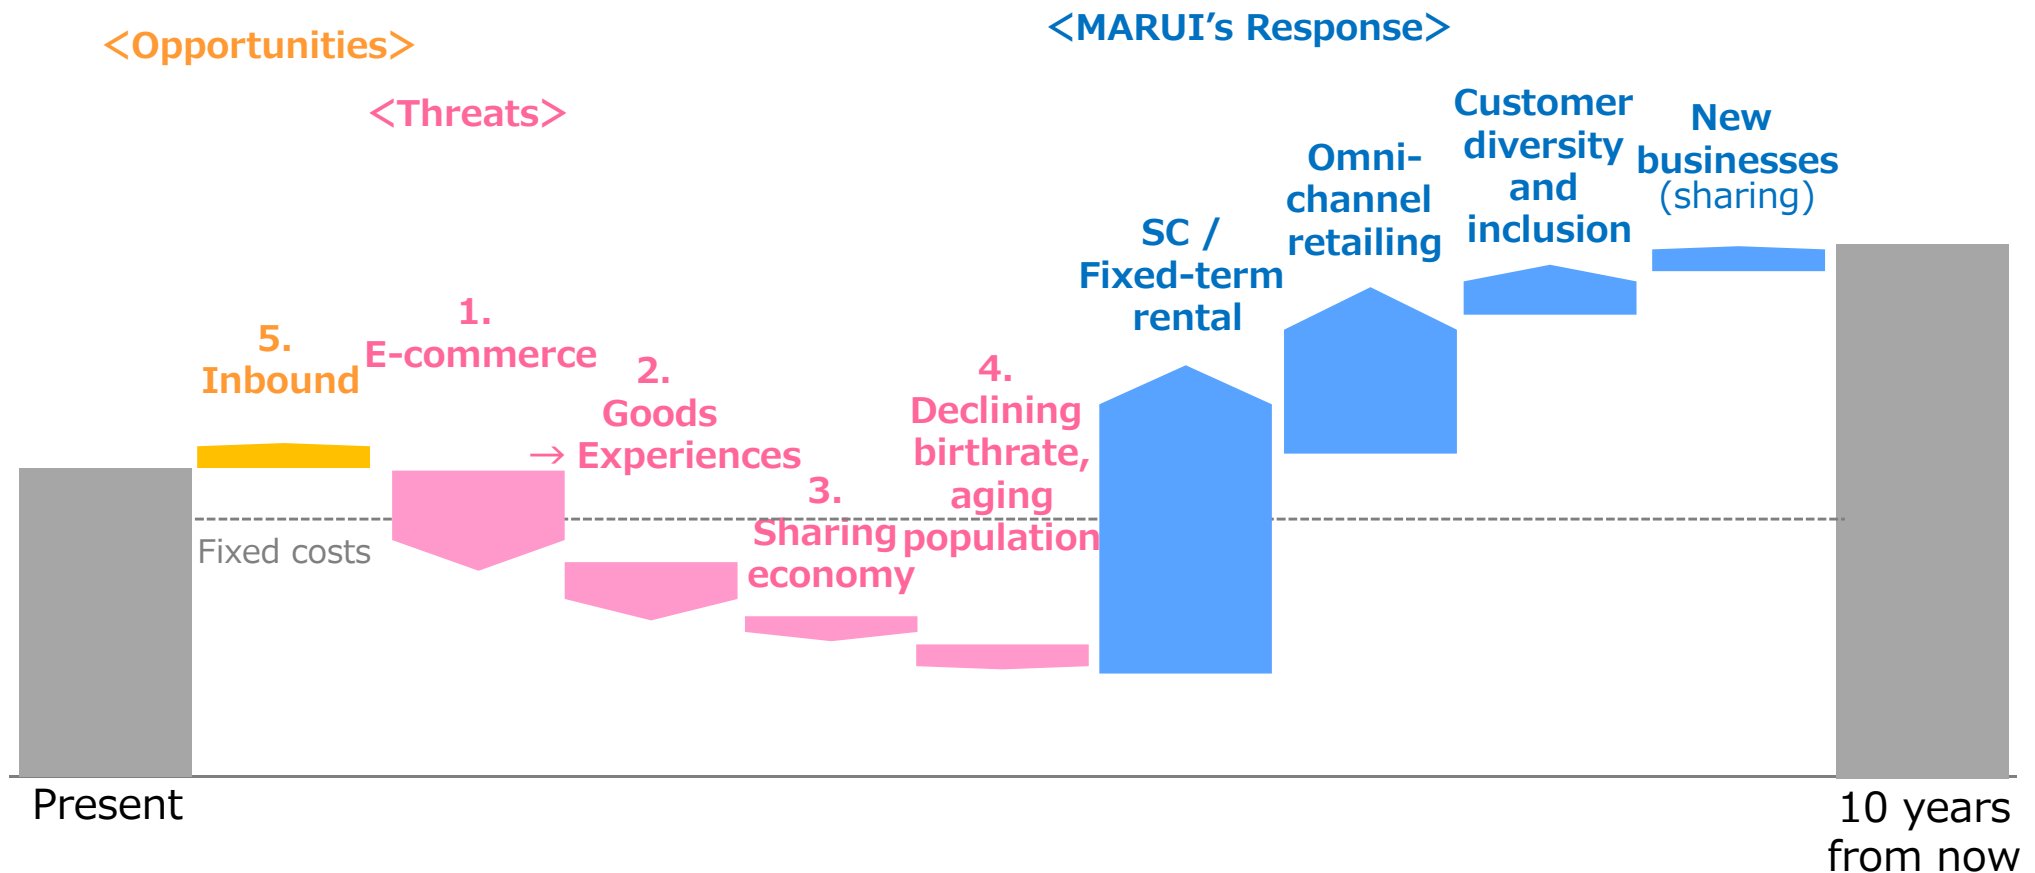 <Opportunities>
<Threats>
<MARUI’s Response>
5.
Inbound
1.
E-commerce
2.
Goods
→ Experiences
3.
Sharing
economy
4.
Declining
birthrate,
aging
population
SC /
Fixed-term
rental
Omni-
channel
retailing
Customer
diversity
and
inclusion
New
businesses
(sharing)
Fixed costs
Present
10 years
from now